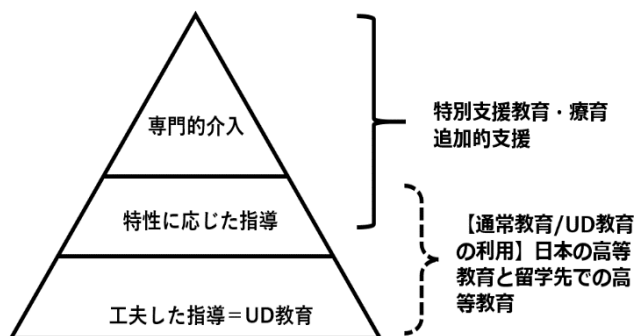 専門的介入
特性に応じた指導
工夫した指導＝UD教育
特別支援教育・療育
追加的支援
【通常教育/UD教育
の利用】日本の高等
教育と留学先での高
等教育